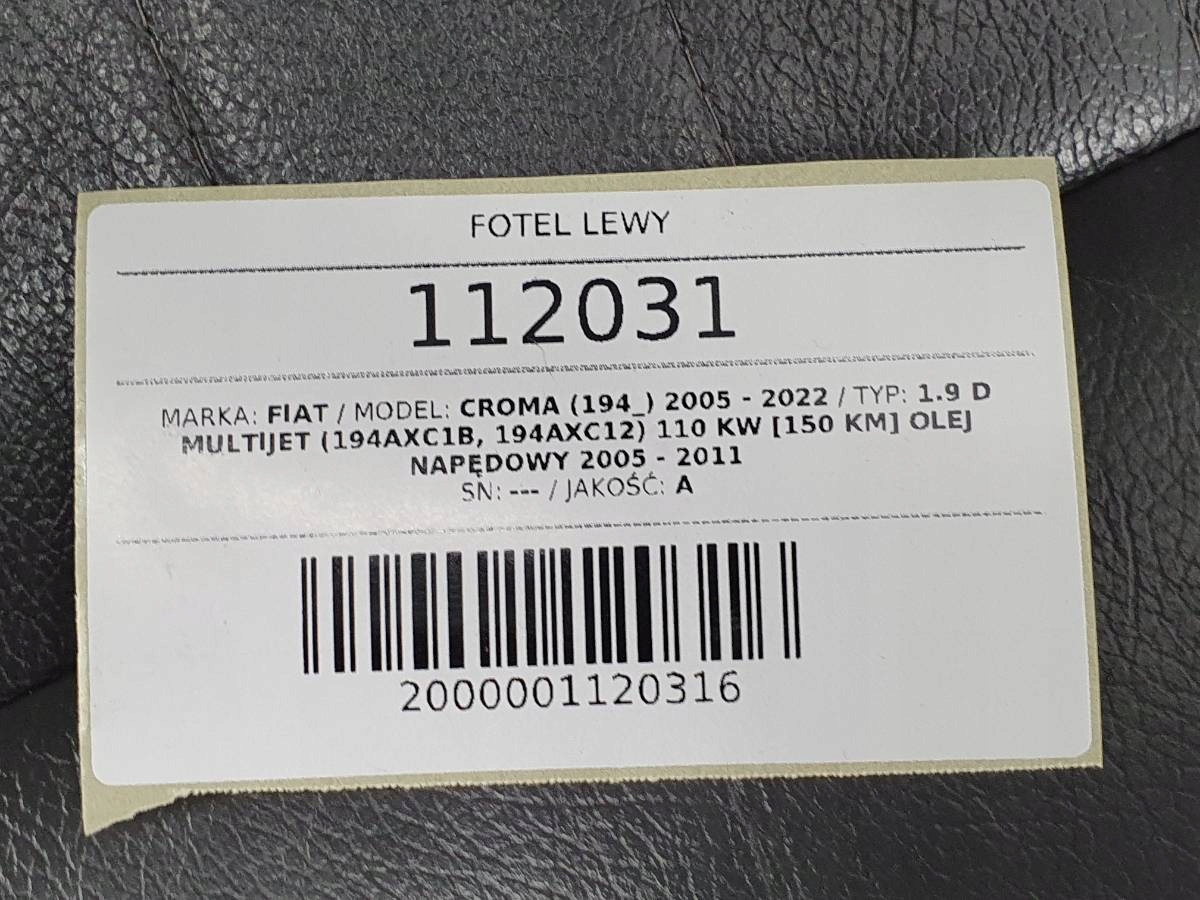 FOTEL LEWY
112031
MARKA: FIAT / MODEL: CROMA (194_) 2005 - 2022 / TYP: 1.9 D
MULTIJET (194AXC1B, 194AXC12) 110 KW [150 KM] OLEJ
NAPĘDOWY 2005 - 2011
SN: --- / JAKOŚĆ: A
2000001120316